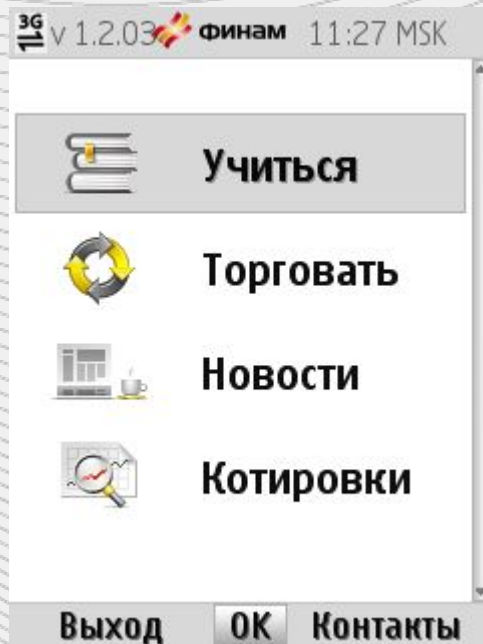 3G v 1.2.03 финам 11:27 MSK
Учиться
Торговать
Новости
Котировки
Выход OK Контакты